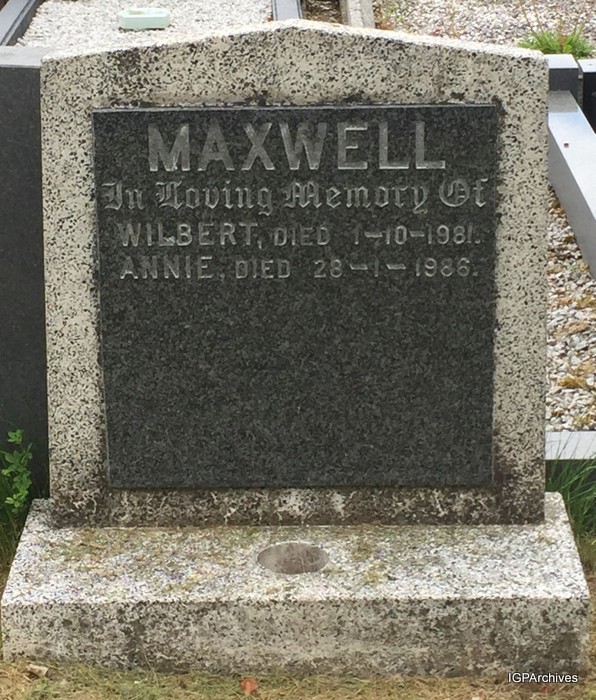 MAXWELL
In Loving Memory Of
WILBERT, DIED 1-10-1981.
ANNIE, DIED 28-1-1986.
IGPArchives